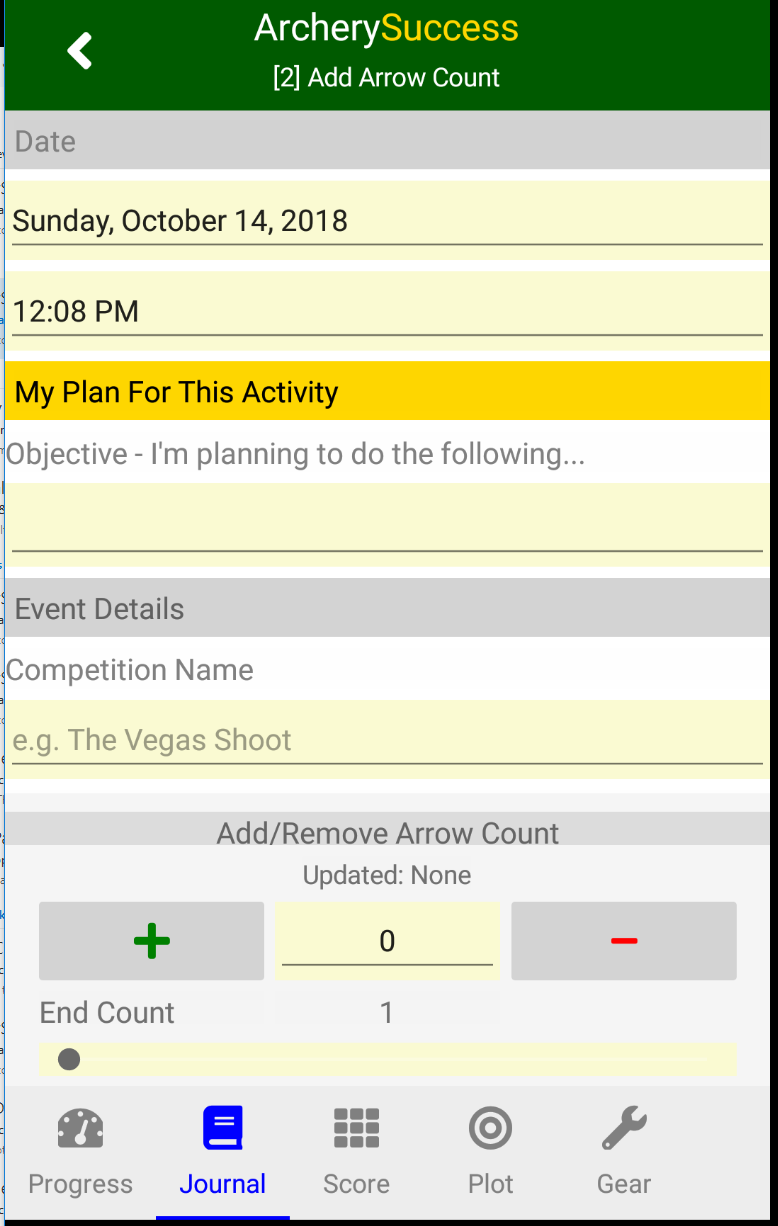 ArcherySuccess
[2] Add Arrow Count
Date
Sunday, October 14, 2018
12:08 PM
My Plan For This Activity
Objective - I'm planning to do the following...
Event Details
Competition Name
e.g. The Vegas Shoot
Add/Remove Arrow Count
Updated: None
0
End Count 1
Progress Journal Score Plot Gear